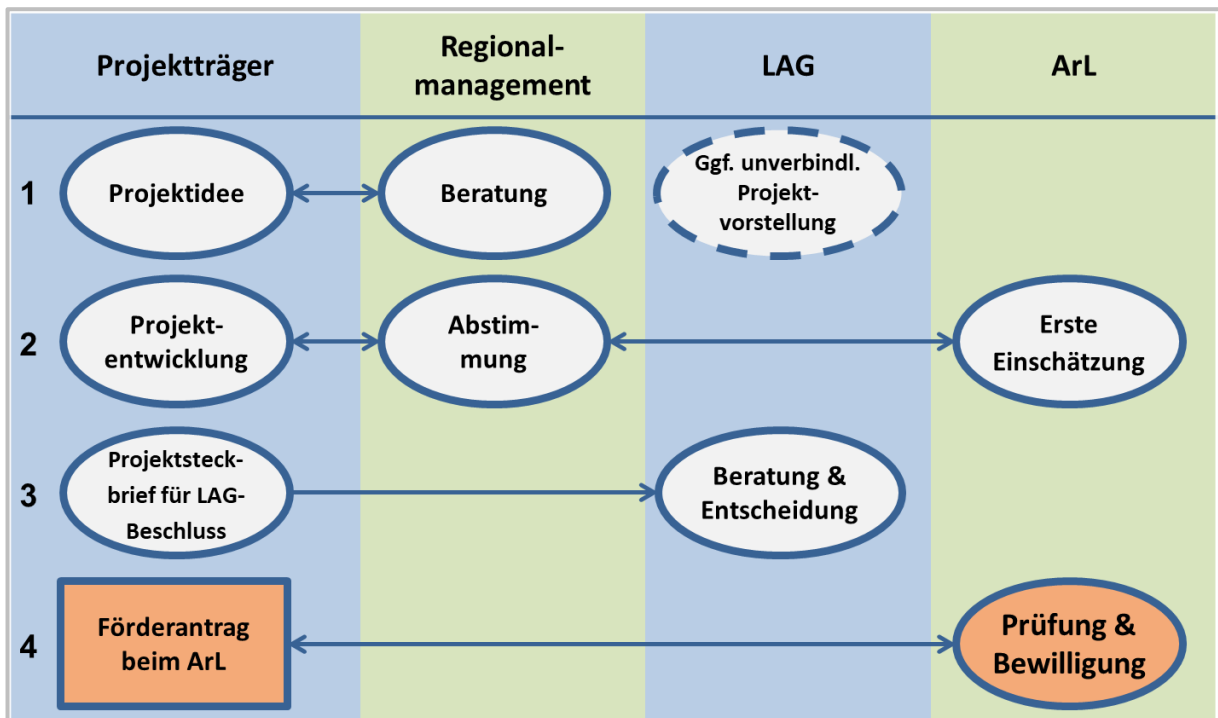 Projektträger
Regional-
management
LAG
ArL
1
Projektidee
Beratung
Ggf. unverbindl.
Projekt-
vorstellung
2
Projekt-
entwicklung
Abstim-
mung
Erste
Einschätzung
3
Projektsteck-
brief für LAG-
Beschluss
Beratung &
Entscheidung
4
Förderantrag
beim ArL
Prüfung &
Bewilligung